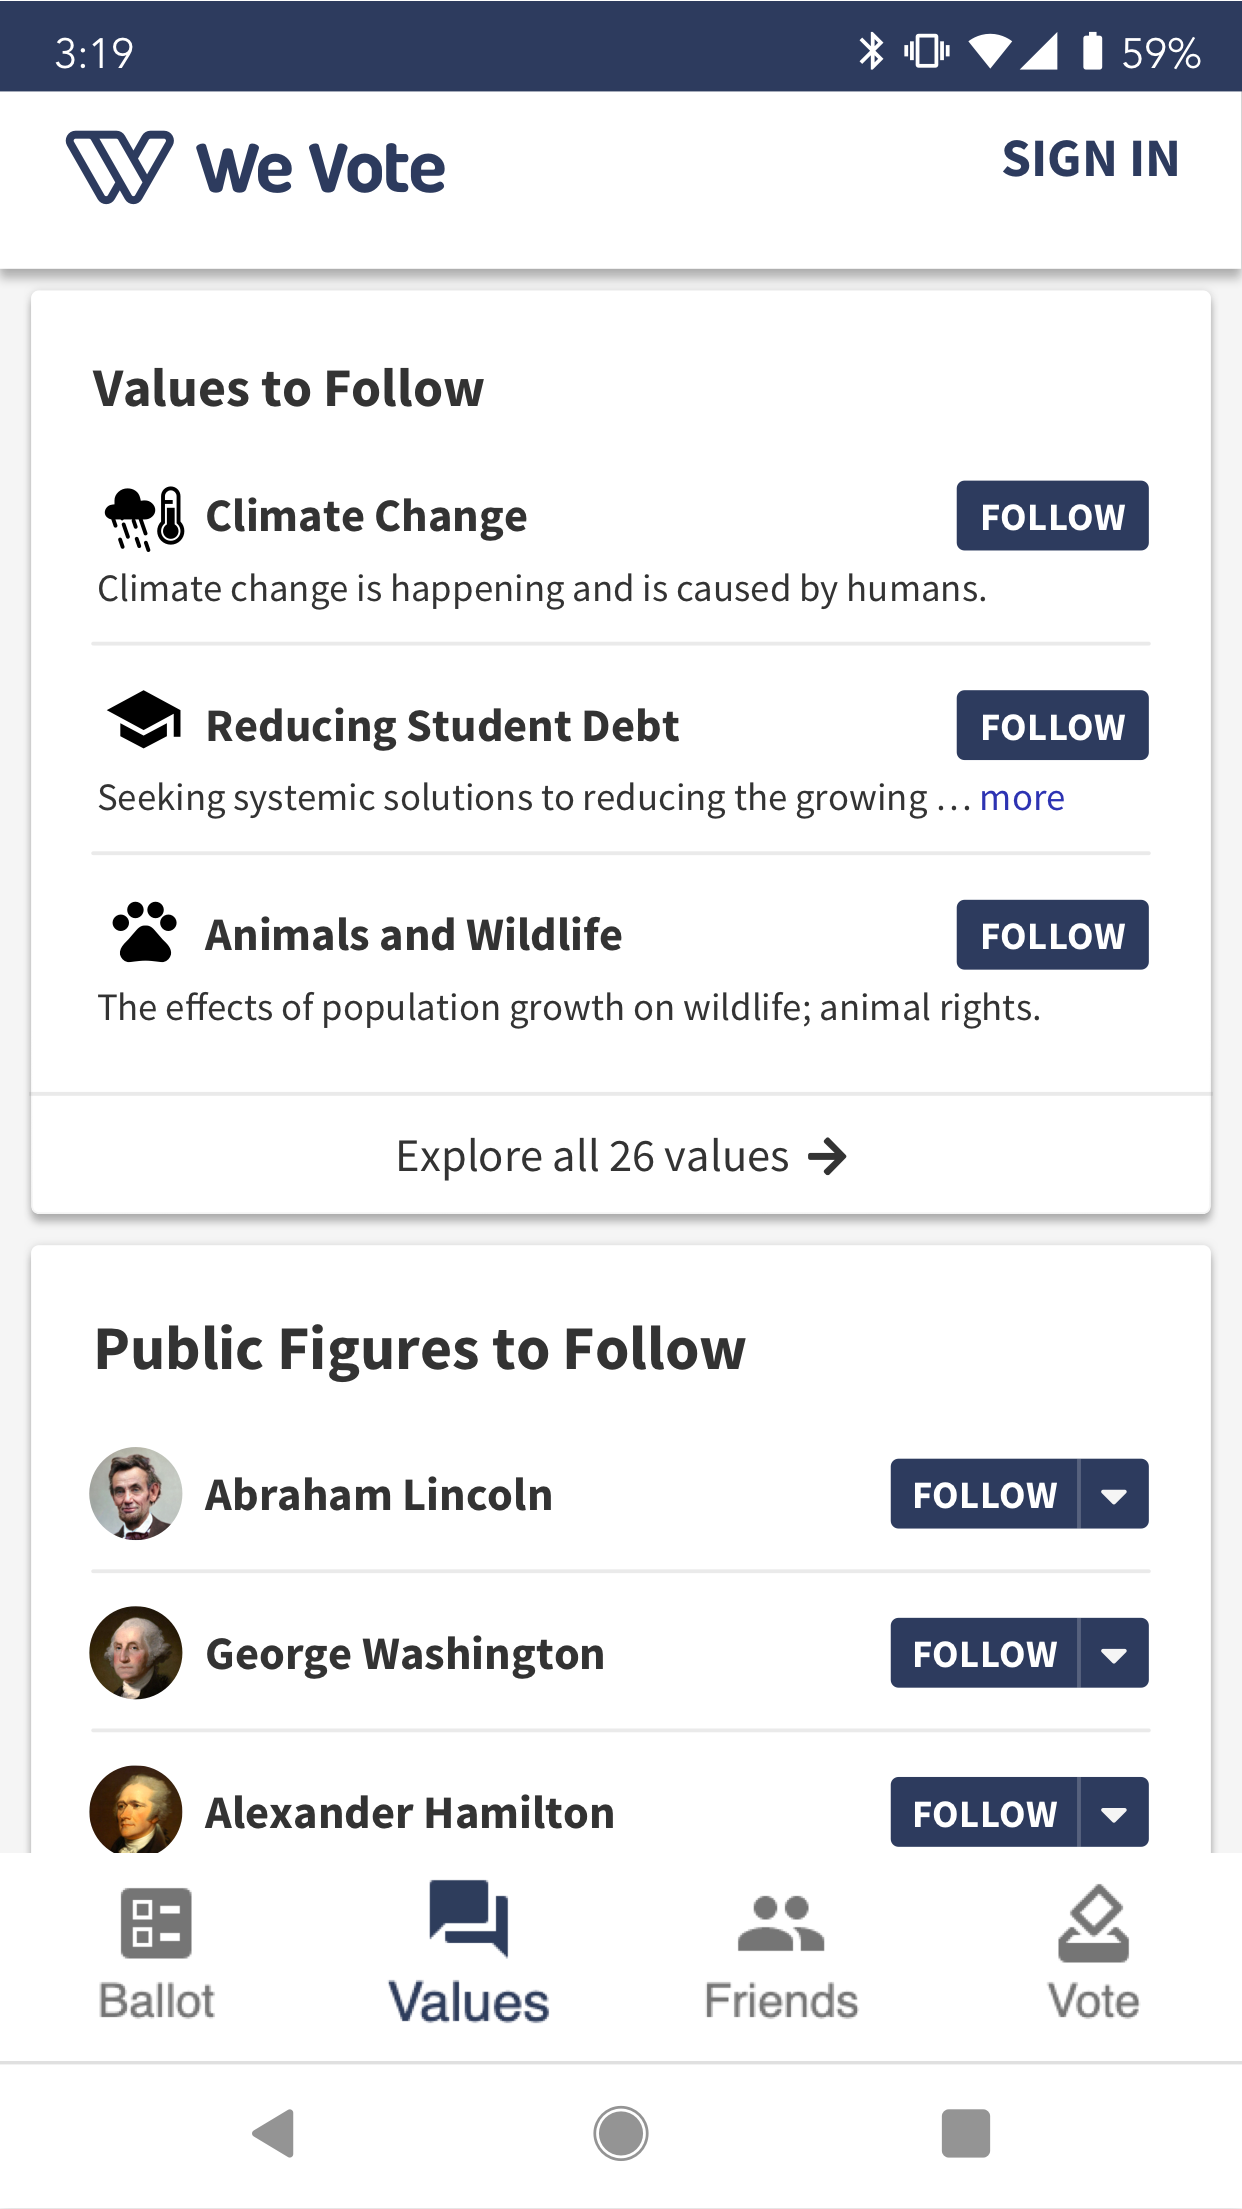 3:19
59%
We Vote
SIGN IN
Values to Follow
Climate Change
FOLLOW
Climate change is happening and is caused by humans.
Reducing Student Debt
FOLLOW
Seeking systemic solutions to reducing the growing ... more
Animals and Wildlife
FOLLOW
The effects of population growth on wildlife; animal rights.
Explore all 26 values
Public Figures to Follow
Abraham Lincoln
FOLLOW
George Washington
FOLLOW
Alexander Hamilton
FOLLOW
Ballot
Values
Friends
Vote